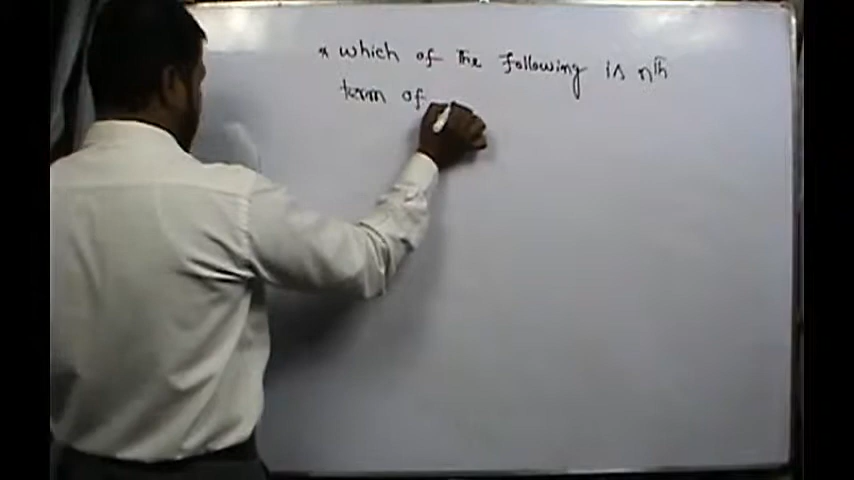 * which of the following is nth
term of